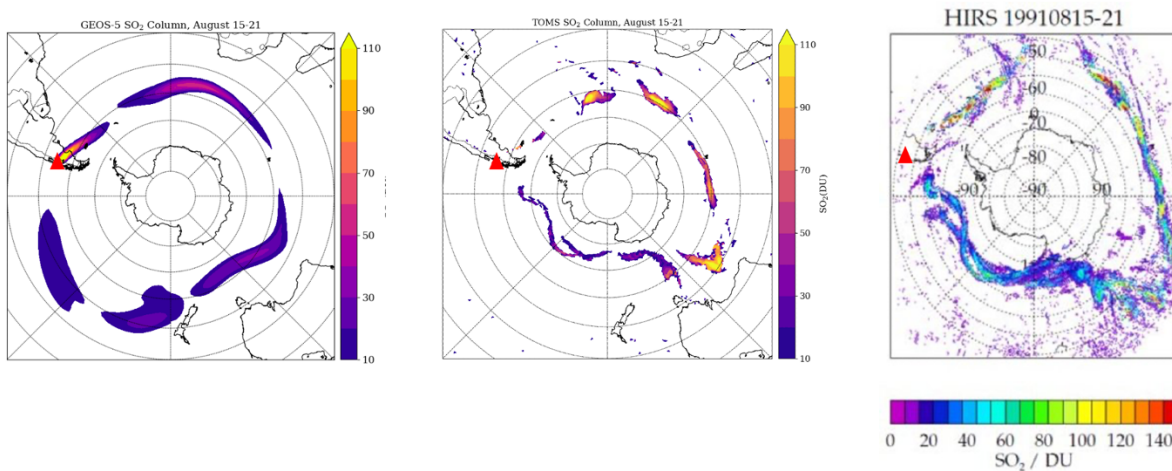 GEOS-5 SO₂ Column, August 15-21
110
90
70
50
30
10
TOMS SO₂ Column, August 15-21
110
90
70
50
30
10
SO₂(DU)
HIRS 19910815-21
-50
-60
-70
-80
-90 -90 90
0 20 40 60 80 100 120 140
SO₂ / DU